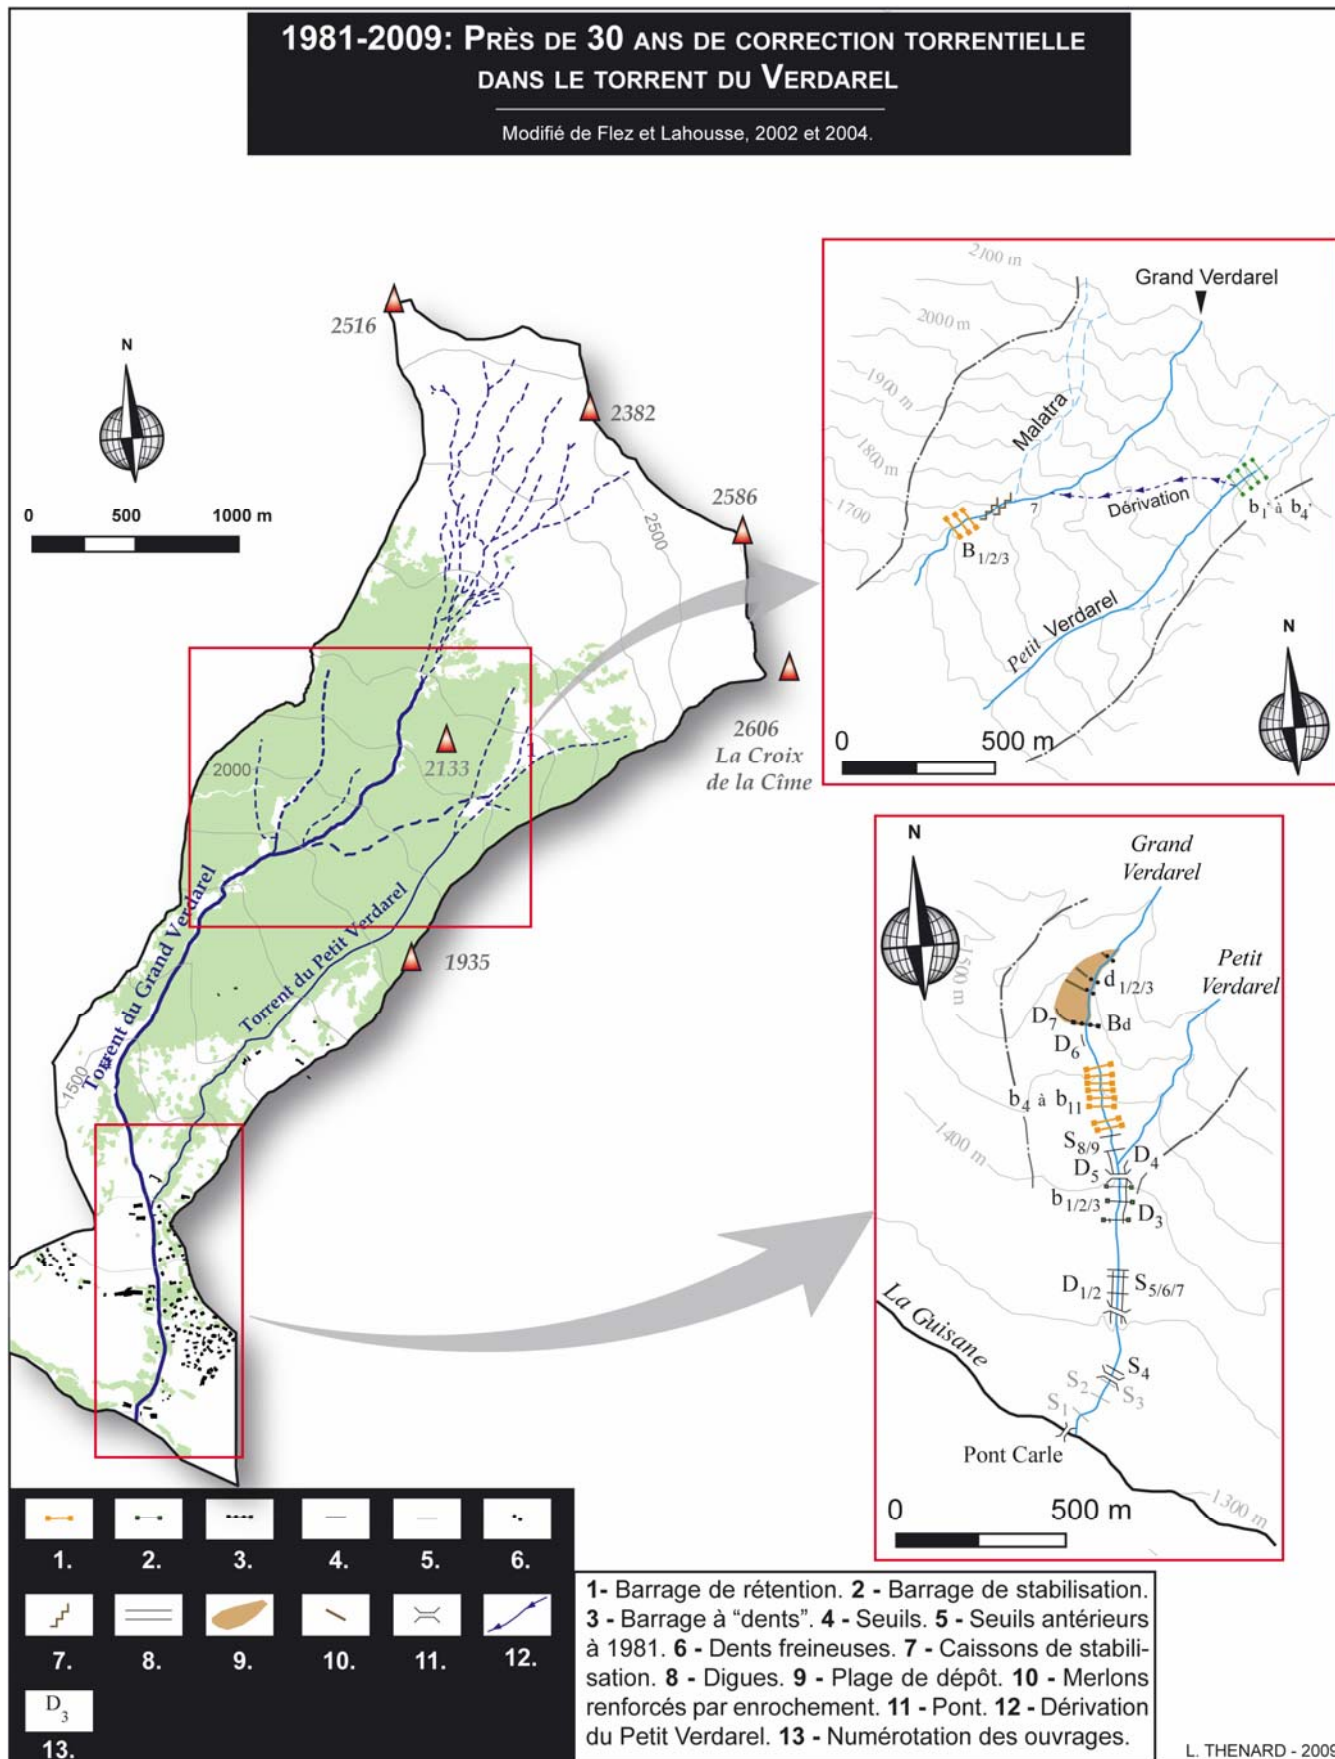 1981-2009: PRÈS DE 30 ANS DE CORRECTION TORRENTIELLE
DANS LE TORRENT DU VERDAREL
Modifié de Flez et Lahousse, 2002 et 2004.
N
0 500 1000 m
2516
2382
2586
2500
2606
La Croix
de la Cîme
2133
2000
1935
1500
Torrent du Grand Verdarel
Torrent du Petit Verdarel
2100 m
2000 m
1900 m
1800 m
1700
Grand Verdarel
Malatra
7
Dérivation
b1' à b4'
B1/2/3
Petit Verdarel
N
0 500 m
N
Grand
Verdarel
Petit
Verdarel
1500 m
d1/2/3
D7
Bd
D6
b4 à b11
1400 m
S8/9
D4
D5
b1/2/3
D3
D1/2
S5/6/7
La Guisane
S4
S2
S3
S1
Pont Carle
1300 m
0 500 m
1. 2. 3. 4. 5. 6.
7. 8. 9. 10. 11. 12.
D3
13.
1- Barrage de rétention. 2 - Barrage de stabilisation.
3 - Barrage à “dents”. 4 - Seuils. 5 - Seuils antérieurs
à 1981. 6 - Dents freineuses. 7 - Caissons de stabili-
sation. 8 - Digues. 9 - Plage de dépôt. 10 - Merlons
renforcés par enrochement. 11 - Pont. 12 - Dérivation
du Petit Verdarel. 13 - Numérotation des ouvrages.
L. THENARD - 2009